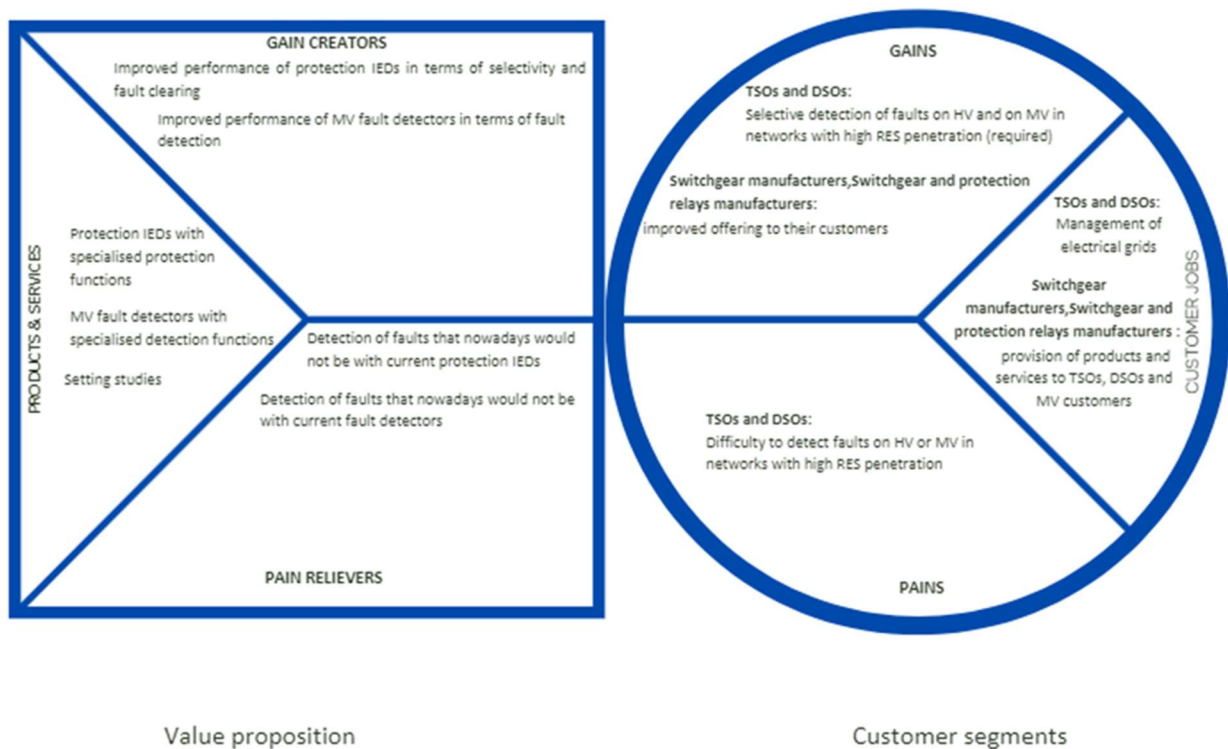 GAIN CREATORS
Improved performance of protection IEDs in terms of selectivity and
fault clearing
Improved performance of MV fault detectors in terms of fault
detection
PRODUCTS & SERVICES
Protection IEDs with
specialised protection
functions
MV fault detectors with
specialised detection functions
Setting studies
Detection of faults that nowadays would
not be with current protection IEDs
Detection of faults that nowadays would not be
with current fault detectors
PAIN RELIEVERS
GAINS
TSOs and DSOs:
Selective detection of faults on HV and on MV in
networks with high RES penetration (required)
Switchgear manufacturers,Switchgear and protection
relays manufacturers:
improved offering to their customers
TSOs and DSOs:
Management of
electrical grids
Switchgear
manufacturers,Switchgear and
protection relays manufacturers :
provision of products and
services to TSOs, DSOs and
MV customers
CUSTOMER JOBS
TSOs and DSOs:
Difficulty to detect faults on HV or MV in
networks with high RES penetration
PAINS
Value proposition
Customer segments